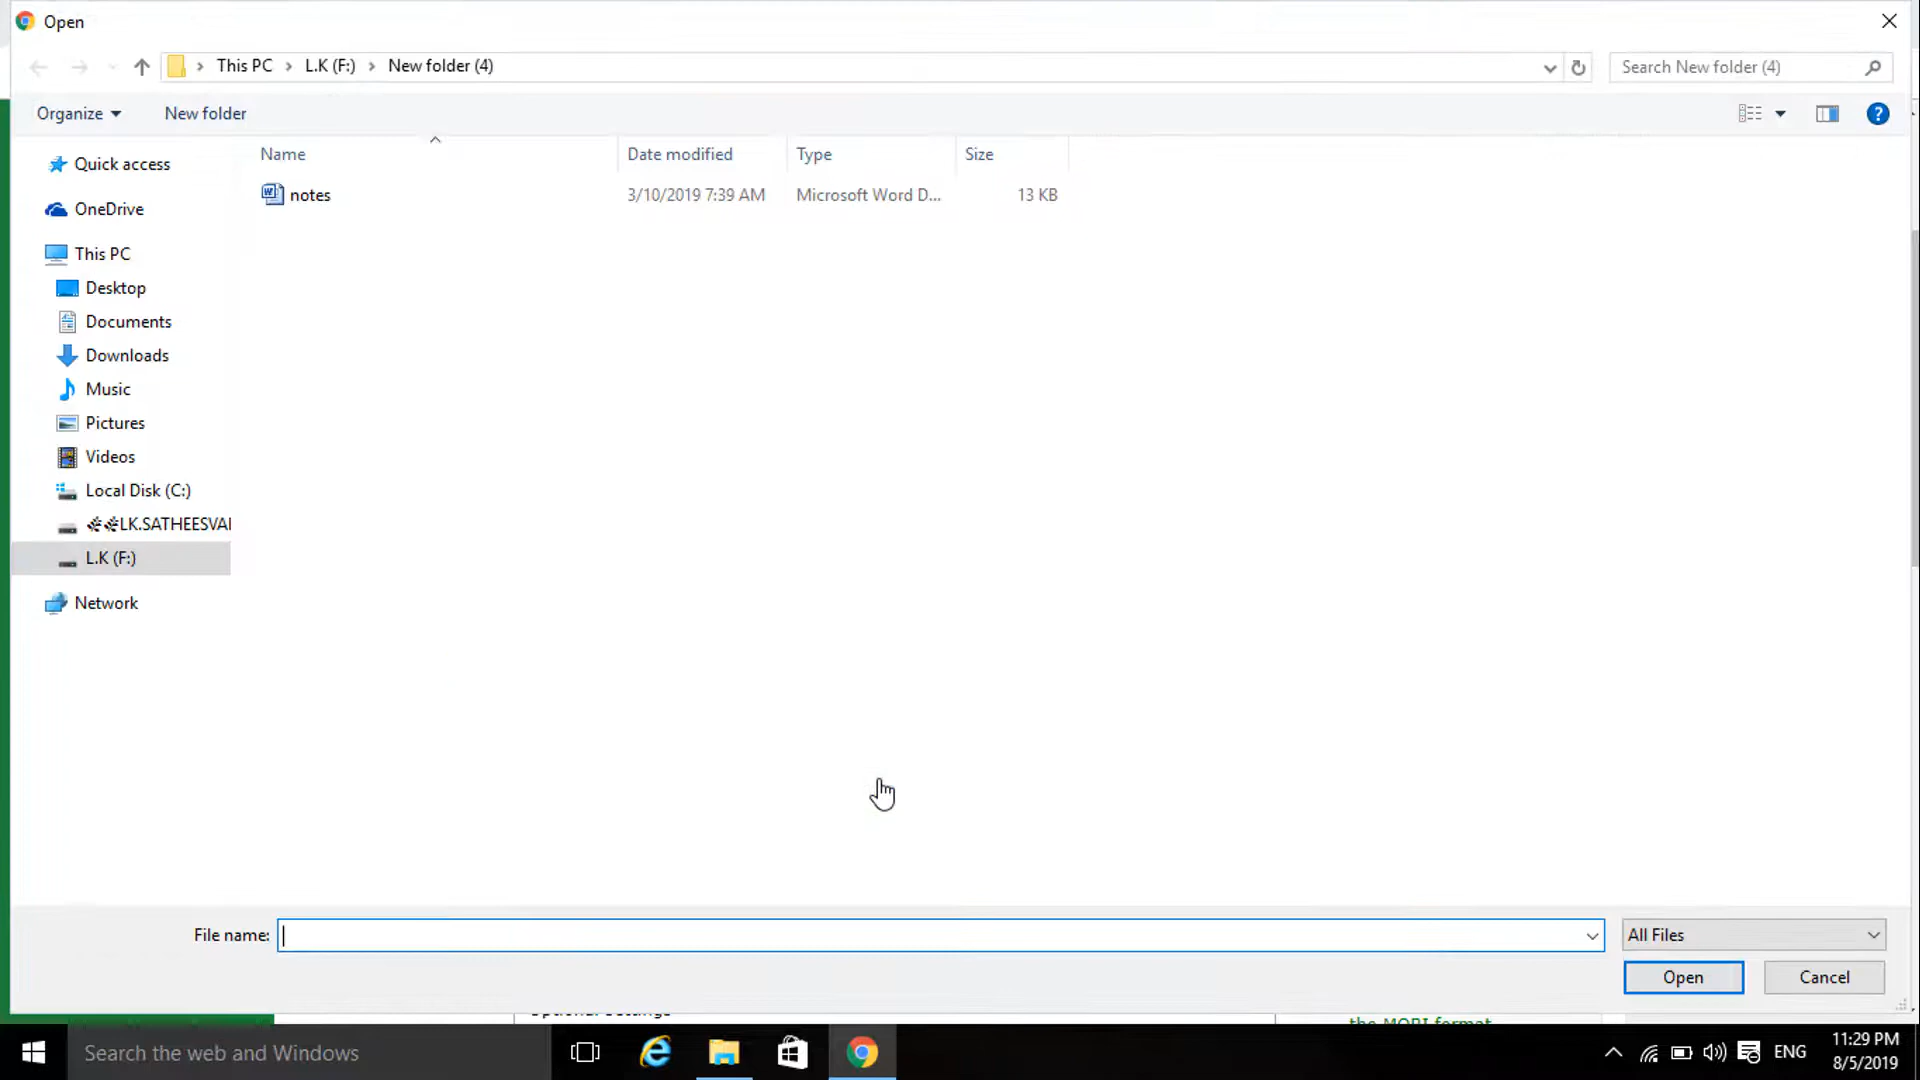 Open
This PC > L.K (F:) > New folder (4)
Search New folder (4)
Organize
New folder
Name
Date modified
Type
Size
Quick access
notes
3/10/2019 7:39 AM
Microsoft Word D...
13 KB
OneDrive
This PC
Desktop
Documents
Downloads
Music
Pictures
Videos
Local Disk (C:)
LK.SATHEESVAI
L.K (F:)
Network
File name:
All Files
Open
Cancel
the MOBI format
Search the web and Windows
ENG
11:29 PM
8/5/2019